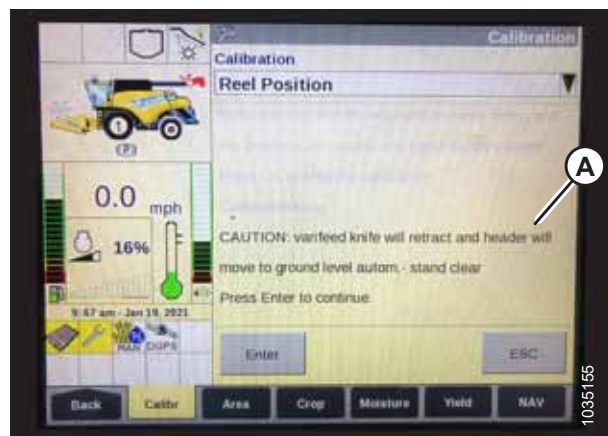 Calibration
Calibration
Reel Position
A
CAUTION: varifeed knife will retract and header will
move to ground level autom.- stand clear
Press Enter to continue.
Enter
ESC
1
(P)
0.0 mph
16%
9:47 am - Jan 19, 2021
MAN DGPS
Back
Calibr
Area
Crop
Moisture
Yield
NAV
1035155